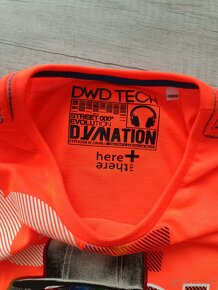 DWD TECH
STREET 000"
EVOLUTION
D.V/NATION
here+
there